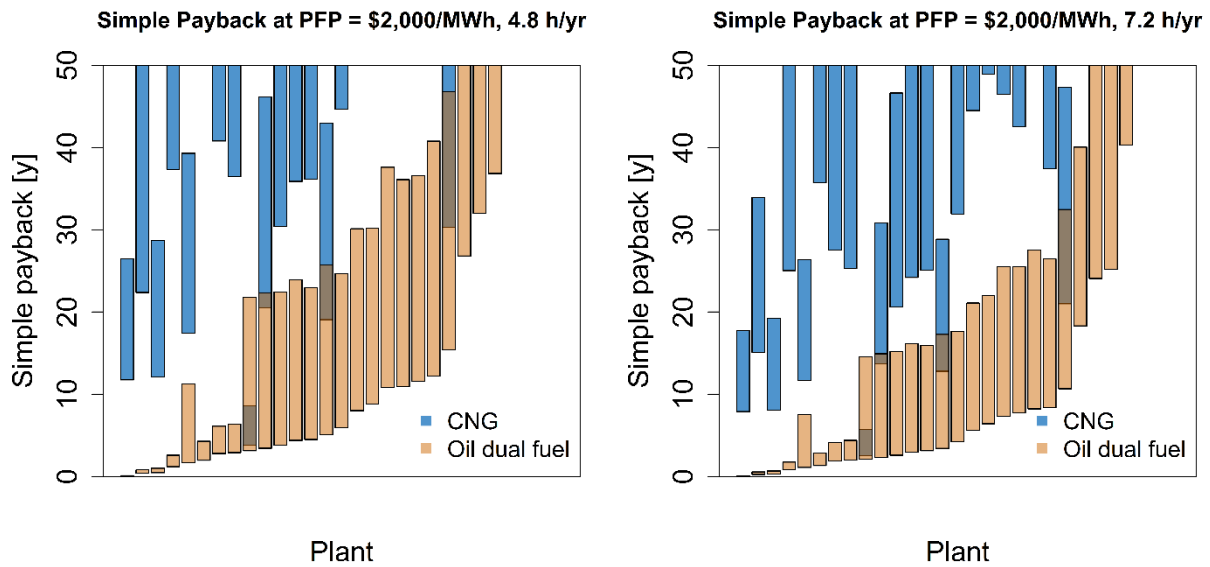 Simple Payback at PFP = $2,000/MWh, 4.8 h/yr
Simple payback [y]
50
40
30
20
10
0
CNG
Oil dual fuel
Plant
Simple Payback at PFP = $2,000/MWh, 7.2 h/yr
Simple payback [y]
50
40
30
20
10
0
CNG
Oil dual fuel
Plant